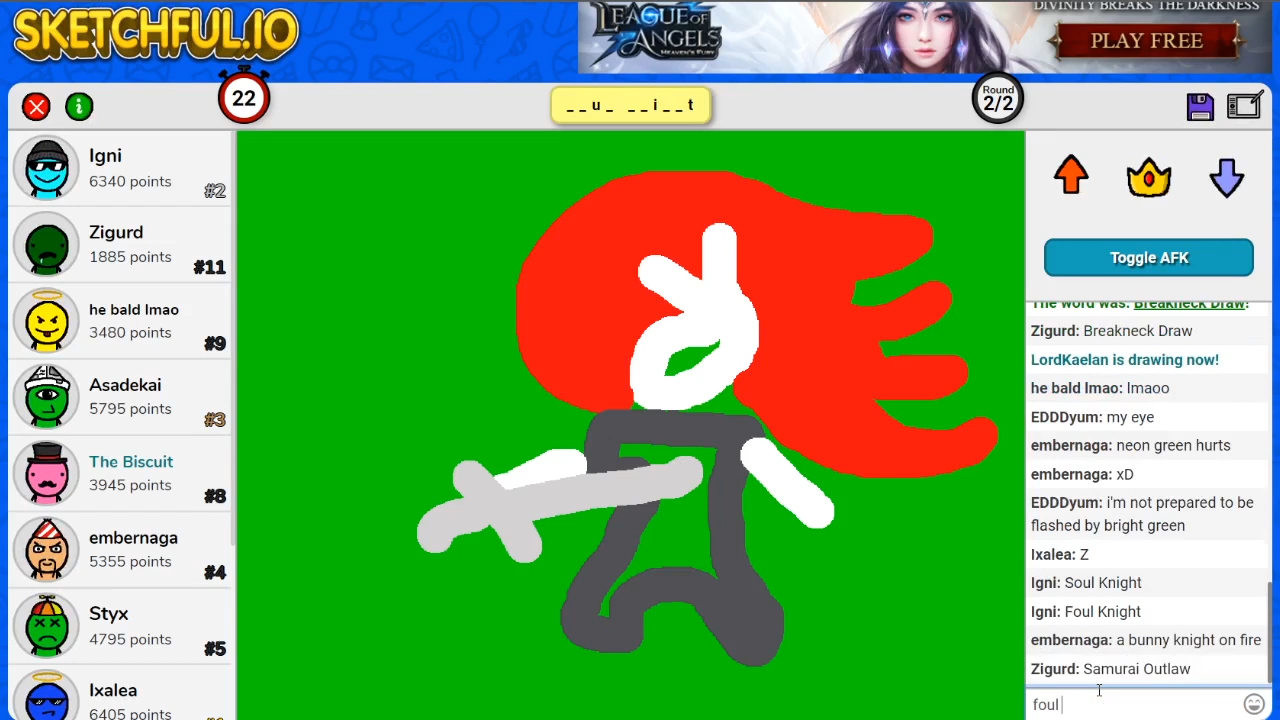 SKETCHFUL.IO
LEAGUE OF
ANGELS
HEAVEN'S FURY
DIVINITY BREAKS THE DARKNESS
PLAY FREE
22
_ _ u _  _ _ i _ _ t
Round
2/2
Igni
6340 points
#2
Zigurd
1885 points
#11
he bald lmao
3480 points
#9
Asadekai
5795 points
#3
The Biscuit
3945 points
#8
embernaga
5355 points
#4
Styx
4795 points
#5
Ixalea
6405 points
Toggle AFK
The word was: Breakneck Draw!
Zigurd: Breakneck Draw
LordKaelan is drawing now!
he bald lmao: lmaoo
EDDDyum: my eye
embernaga: neon green hurts
embernaga: xD
EDDDyum: i'm not prepared to be
flashed by bright green
Ixalea: Z
Igni: Soul Knight
Igni: Foul Knight
embernaga: a bunny knight on fire
Zigurd: Samurai Outlaw
foul